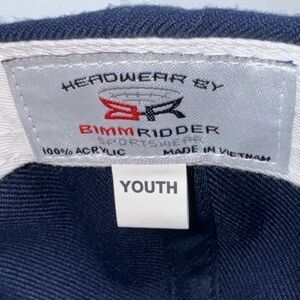 HEADWEAR BY
BR
BIMMRIDDER
SPORTSWEAR
100% ACRYLIC MADE IN VIETNAM
YOUTH